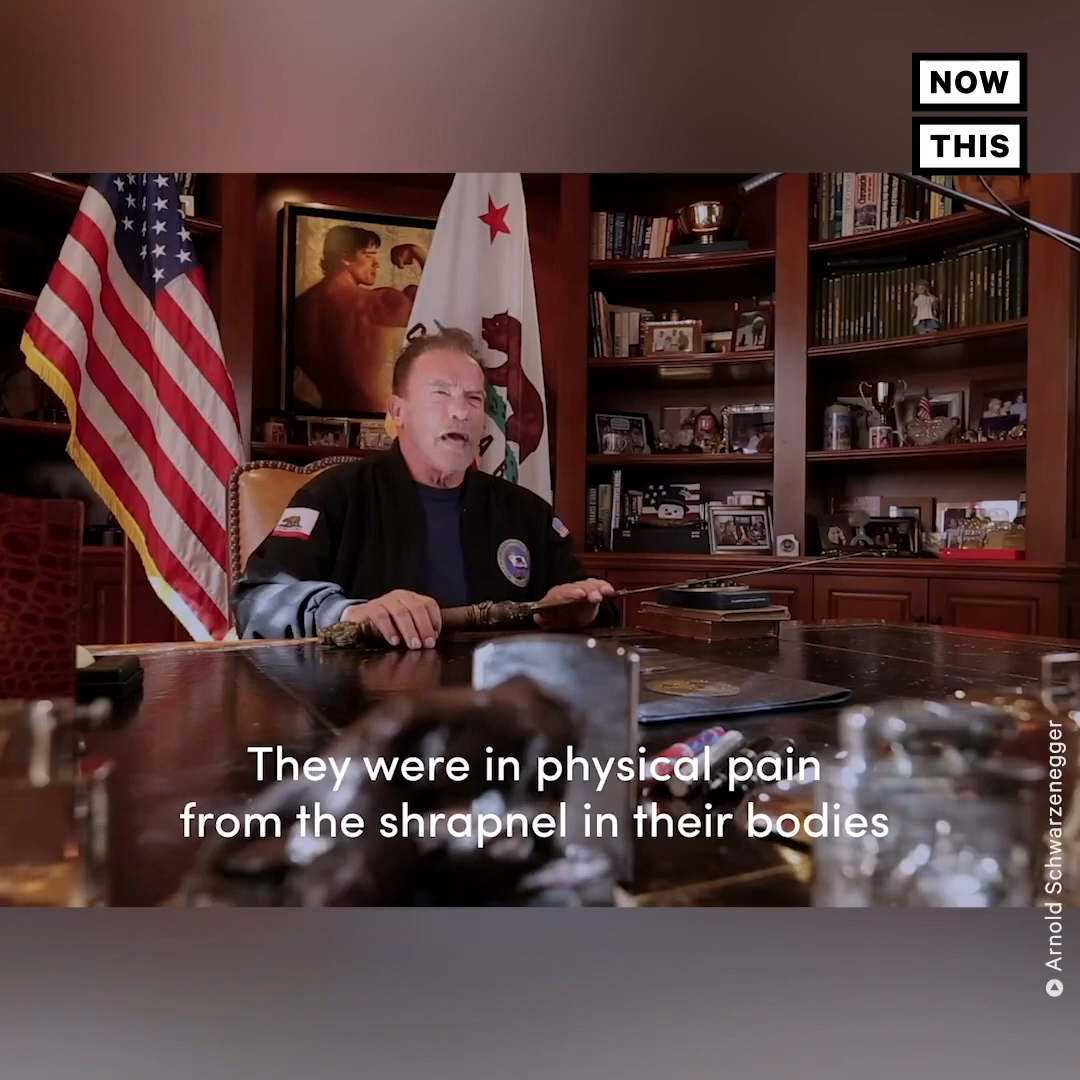 NOW
THIS
They were in physical pain
from the shrapnel in their bodies
Arnold Schwarzenegger